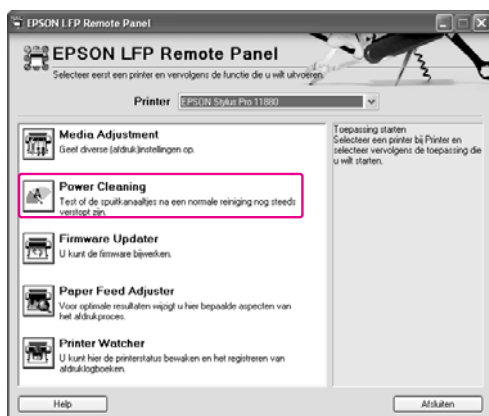 EPSON LFP Remote Panel
EPSON LFP Remote Panel
Selecteer eerst een printer en vervolgens de functie die u wilt uitvoeren.
Printer EPSON Stylus Pro 11880
Media Adjustment
Geef diverse (afdruk)instellingen op.
Power Cleaning
Test of de spuitkanaaltjes na een normale reiniging nog steeds
verstopt zijn.
Firmware Updater
U kunt de firmware bijwerken.
Paper Feed Adjuster
Voor optimale resultaten wijzigt u hier bepaalde aspecten van
het afdrukproces.
Printer Watcher
U kunt hier de printerstatus bewaken en het registreren van
afdruklogboeken.
Toepassing starten
Selecteer een printer bij Printer en
selecteer vervolgens de toepassing die
u wilt starten.
Help
Afsluiten